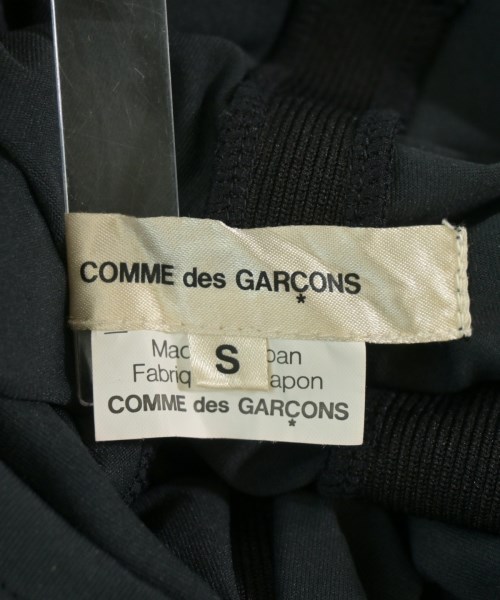 COMME des GARÇONS
*
S
Mad pan
Fabriq apon
COMME des GARÇONS
*